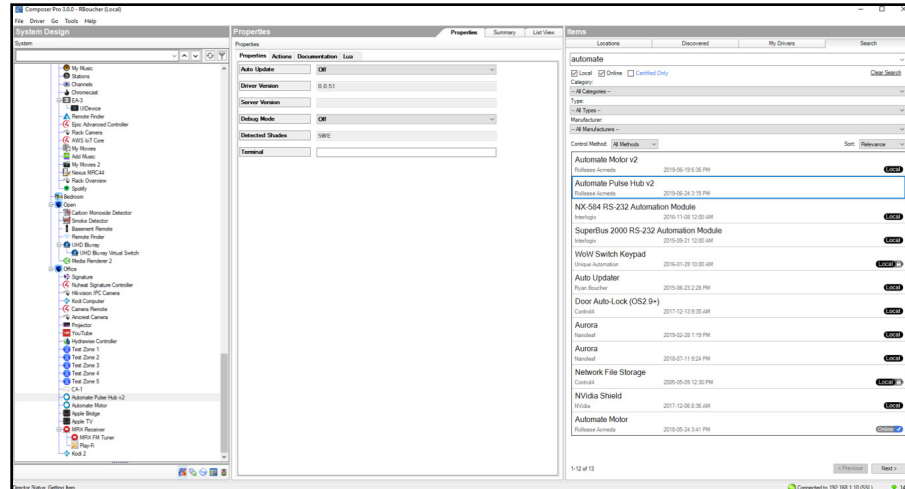 Composer Pro 3.0.0 - RBoucher (Local)
File Driver Go Tools Help
System Design
System
My Music
Stations
Channels
Chromecast
EA-3
UIDevice
Remote Finder
Epic Advanced Controller
Rack Camera
AWS IoT Core
My Movies
Add Music
My Movies 2
Nexus MRC44
Rack Overview
Spotify
Bedroom
Open
Carbon Monoxide Detector
Smoke Detector
Basement Remote
Remote Finder
UHD Blu-ray
UHD Blu-ray Virtual Switch
Media Renderer 2
Office
Signature
Nuheat Signature Controller
Hikvision IPC Camera
Kodi Computer
Camera Remote
Amcrest Camera
Projector
YouTube
Hydrawise Controller
Test Zone 1
Test Zone 2
Test Zone 3
Test Zone 4
Test Zone 5
CA-1
Automate Pulse Hub v2
Automate Motor
Apple Bridge
Apple TV
MRX Receiver
MRX FM Tuner
Play-Fi
Kodi 2
Director Status: Getting Item
Properties
Properties Summary List View
Properties
Properties Actions Documentation Lua
Auto Update Off
Driver Version 0.0.51
Server Version
Debug Mode Off
Detected Shades 5WE
Terminal
Items
Locations Discovered My Drivers Search
automate
Local Online Certified Only Clear Search
Category:
-- All Categories --
Type:
-- All Types --
Manufacturer:
-- All Manufacturers --
Control Method: All Methods Sort: Relevance
Automate Motor v2
Rollease Acmeda 2019-06-19 6:36 PM Local
Automate Pulse Hub v2
Rollease Acmeda 2019-06-24 3:15 PM
NX-584 RS-232 Automation Module
Interlogix 2016-11-08 12:00 AM Local
SuperBus 2000 RS-232 Automation Module
Interlogix 2015-09-21 12:00 AM Local
WoW Switch Keypad
Unique Automation 2016-01-29 10:00 AM Local
Auto Updater
Ryan Boucher 2015-06-23 2:28 PM Local
Door Auto-Lock (OS2.9+)
Control4 2017-12-13 9:35 AM Local
Aurora
Nanoleaf 2019-02-28 1:19 PM Local
Aurora
Nanoleaf 2018-07-11 9:24 PM Local
Network File Storage
Control4 2005-05-09 12:30 PM Local
NVidia Shield
NVidia 2017-12-06 8:36 AM Local
Automate Motor
Rollease Acmeda 2018-05-24 3:41 PM Online
1-12 of 13 < Previous Next >
Connected to 192.168.1.10 (SSL) 14